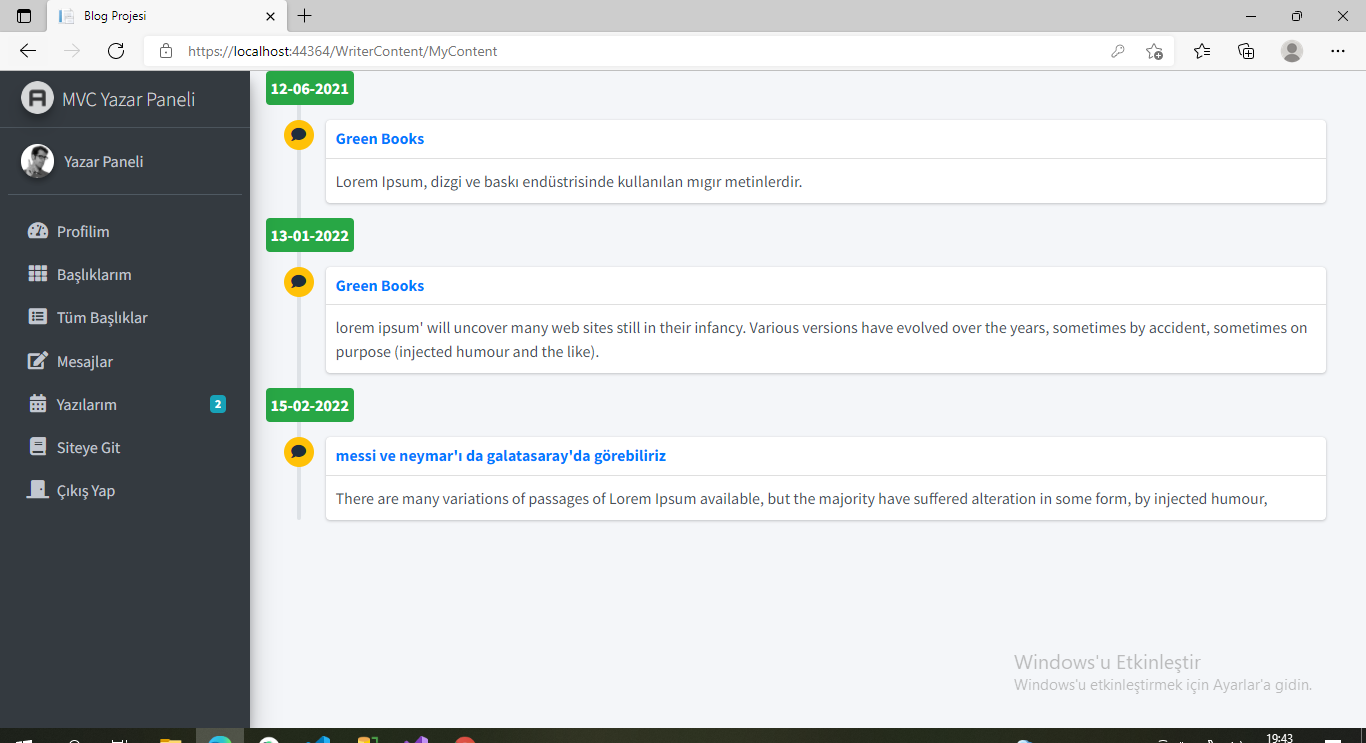 Blog Projesi
https://localhost:44364/WriterContent/MyContent
MVC Yazar Paneli
Yazar Paneli
Profilim
Başlıklarım
Tüm Başlıklar
Mesajlar
Yazılarım 2
Siteye Git
Çıkış Yap
12-06-2021
Green Books
Lorem Ipsum, dizgi ve baskı endüstrisinde kullanılan mıgır metinlerdir.
13-01-2022
Green Books
lorem ipsum' will uncover many web sites still in their infancy. Various versions have evolved over the years, sometimes by accident, sometimes on
purpose (injected humour and the like).
15-02-2022
messi ve neymar'ı da galatasaray'da görebiliriz
There are many variations of passages of Lorem Ipsum available, but the majority have suffered alteration in some form, by injected humour,
Windows'u Etkinleştir
Windows'u etkinleştirmek için Ayarlar'a gidin.
19:43